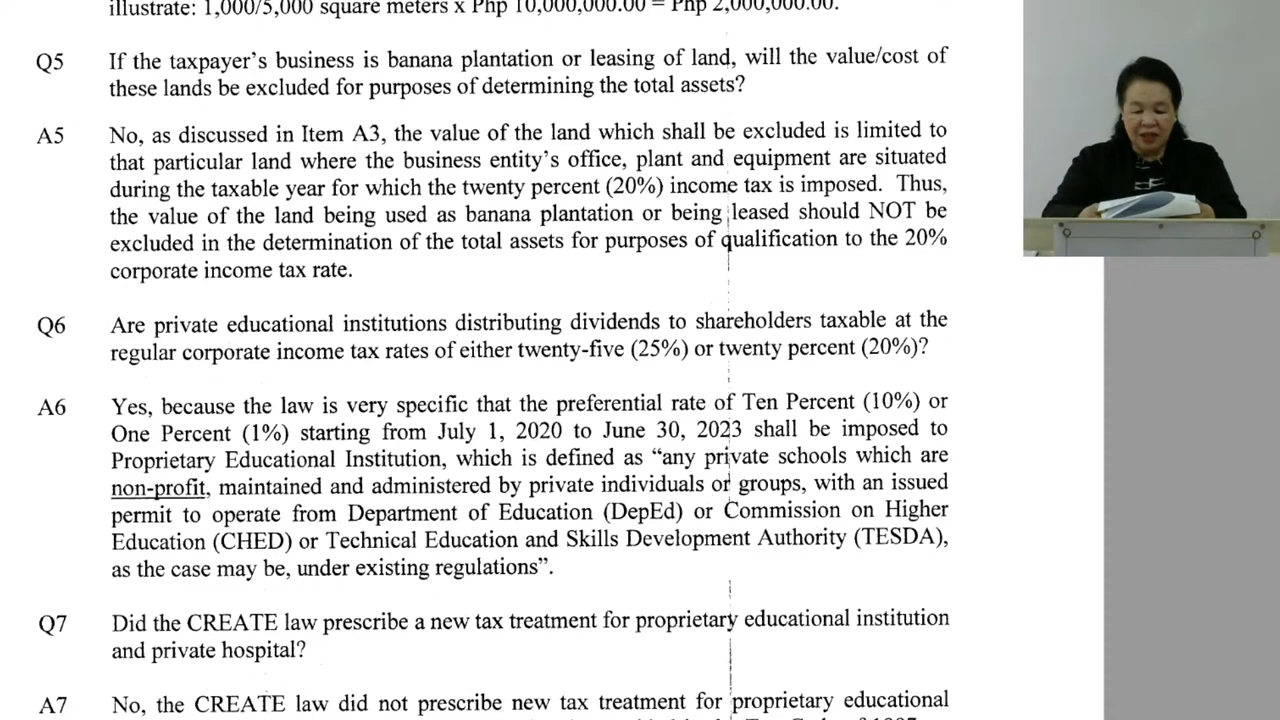 illustrate: 1,000/5,000 square meters x Php 10,000,000.00 = Php 2,000,000.00.
Q5 If the taxpayer's business is banana plantation or leasing of land, will the value/cost of
these lands be excluded for purposes of determining the total assets?
A5 No, as discussed in Item A3, the value of the land which shall be excluded is limited to
that particular land where the business entity's office, plant and equipment are situated
during the taxable year for which the twenty percent (20%) income tax is imposed. Thus,
the value of the land being used as banana plantation or being leased should NOT be
excluded in the determination of the total assets for purposes of qualification to the 20%
corporate income tax rate.
Q6 Are private educational institutions distributing dividends to shareholders taxable at the
regular corporate income tax rates of either twenty-five (25%) or twenty percent (20%)?
A6 Yes, because the law is very specific that the preferential rate of Ten Percent (10%) or
One Percent (1%) starting from July 1, 2020 to June 30, 2023 shall be imposed to
Proprietary Educational Institution, which is defined as “any private schools which are
non-profit, maintained and administered by private individuals or groups, with an issued
permit to operate from Department of Education (DepEd) or Commission on Higher
Education (CHED) or Technical Education and Skills Development Authority (TESDA),
as the case may be, under existing regulations”.
Q7 Did the CREATE law prescribe a new tax treatment for proprietary educational institution
and private hospital?
A7 No, the CREATE law did not prescribe new tax treatment for proprietary educational